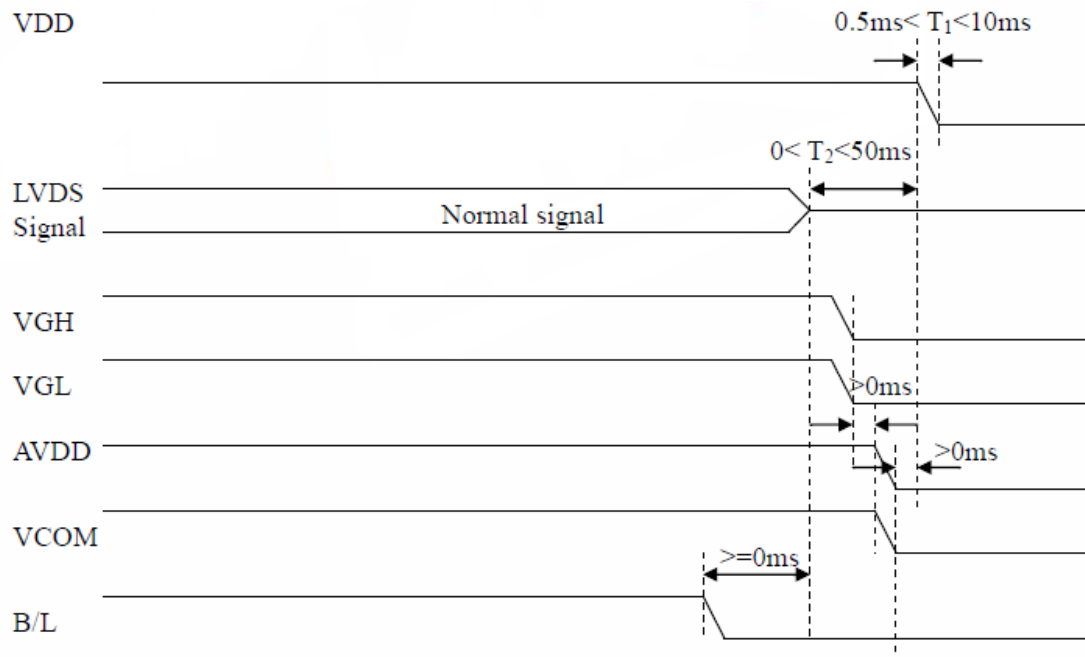 VDD
0.5ms< T₁<10ms
0< T₂<50ms
LVDS
Signal
Normal signal
VGH
VGL
>0ms
AVDD
>0ms
VCOM
>=0ms
B/L